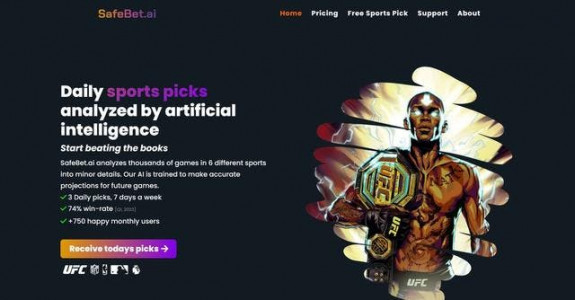 SafeBet.ai
Home Pricing Free Sports Pick Support About
Daily sports picks
analyzed by artificial
intelligence
Start beating the books
SafeBet.ai analyzes thousands of games in 6 different sports
into minor details. Our AI is trained to make accurate
projections for future games.
3 Daily picks, 7 days a week
74% win-rate
+750 happy monthly users
Receive todays picks →
UFC
UFC
UFC
UFC